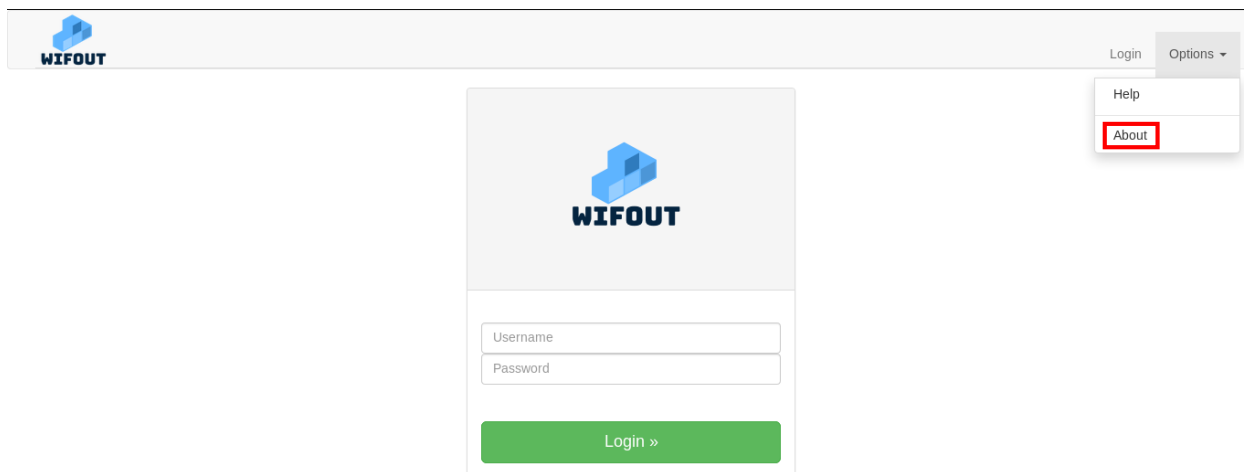 WIFOUT
Login Options
Help
About
WIFOUT
Username
Password
Login »